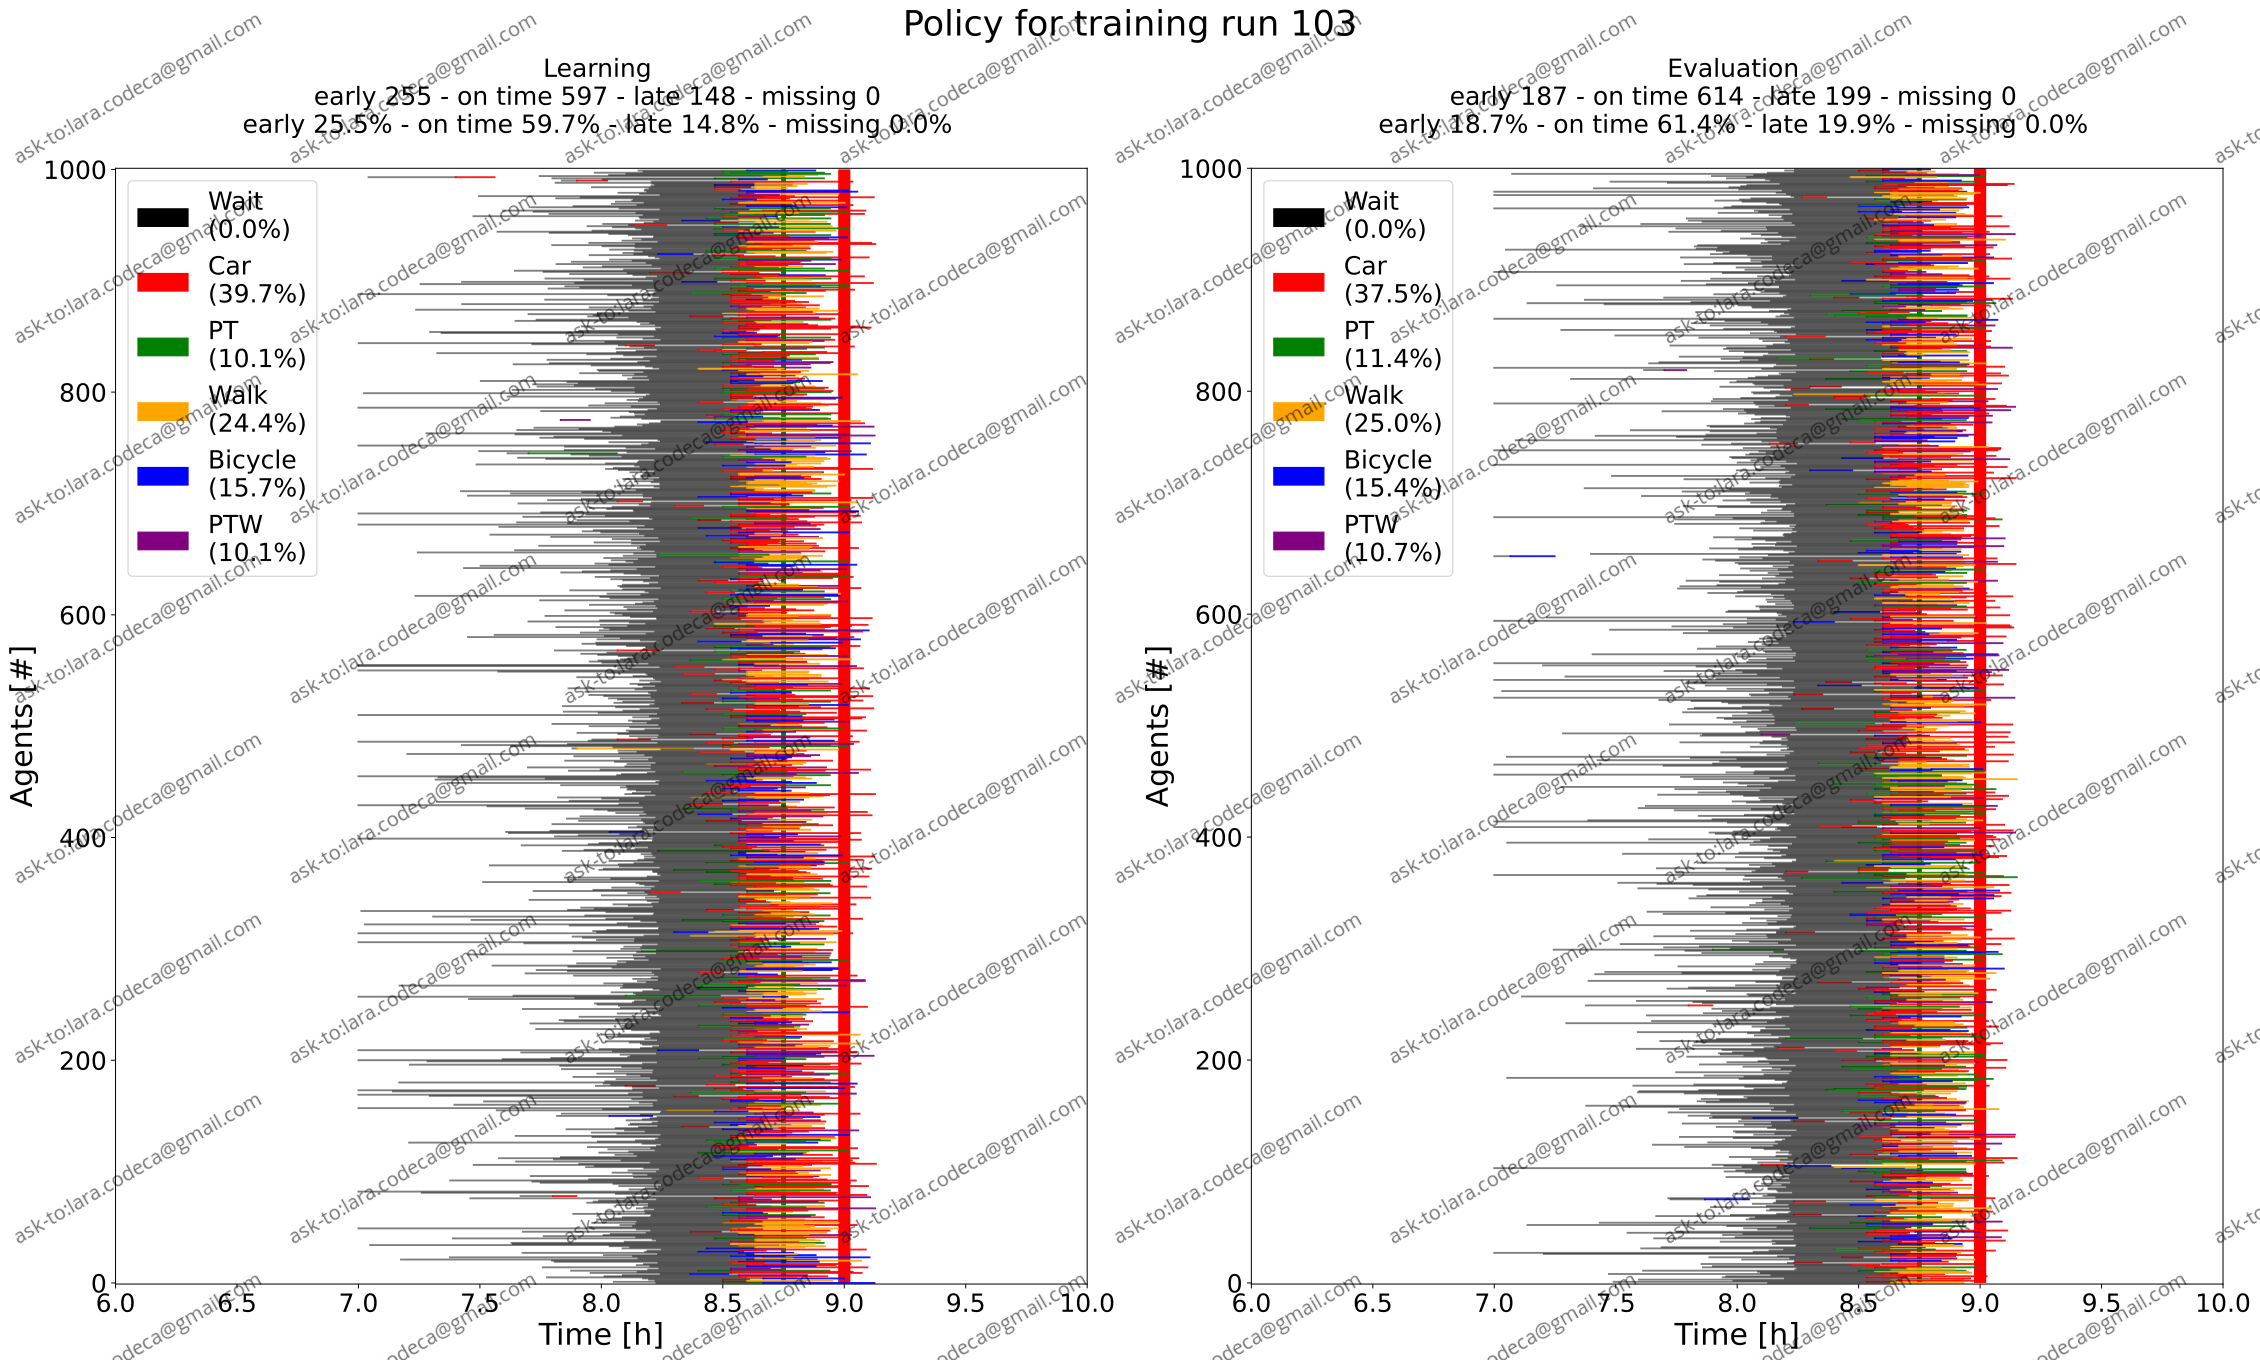 Policy for training run 103
Learning
early 255 - on time 597 - late 148 - missing 0
early 25.5% - on time 59.7% - late 14.8% - missing 0.0%
1000
800
600
400
200
0
Agents [#]
Wait
(0.0%)
Car
(39.7%)
PT
(10.1%)
Walk
(24.4%)
Bicycle
(15.7%)
PTW
(10.1%)
6.0 6.5 7.0 7.5 8.0 8.5 9.0 9.5 10.0
Time [h]
Evaluation
early 187 - on time 614 - late 199 - missing 0
early 18.7% - on time 61.4% - late 19.9% - missing 0.0%
1000
800
600
400
200
0
Agents [#]
Wait
(0.0%)
Car
(37.5%)
PT
(11.4%)
Walk
(25.0%)
Bicycle
(15.4%)
PTW
(10.7%)
6.0 6.5 7.0 7.5 8.0 8.5 9.0 9.5 10.0
Time [h]
ask-to:lara.codeca@gmail.com